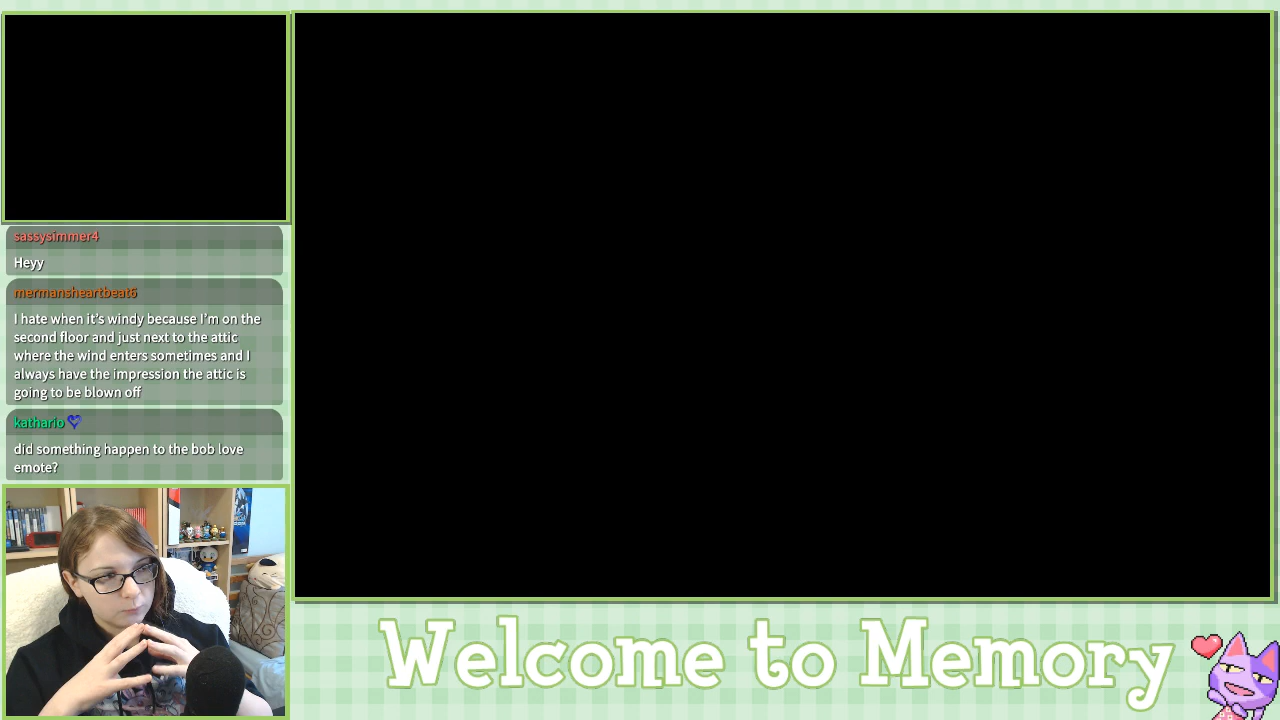 sassysimmer4
Heyy
mermansheartbeat6
I hate when it's windy because I'm on the
second floor and just next to the attic
where the wind enters sometimes and I
always have the impression the attic is
going to be blown off
kathario
did something happen to the bob love
emote?
Welcome to Memory